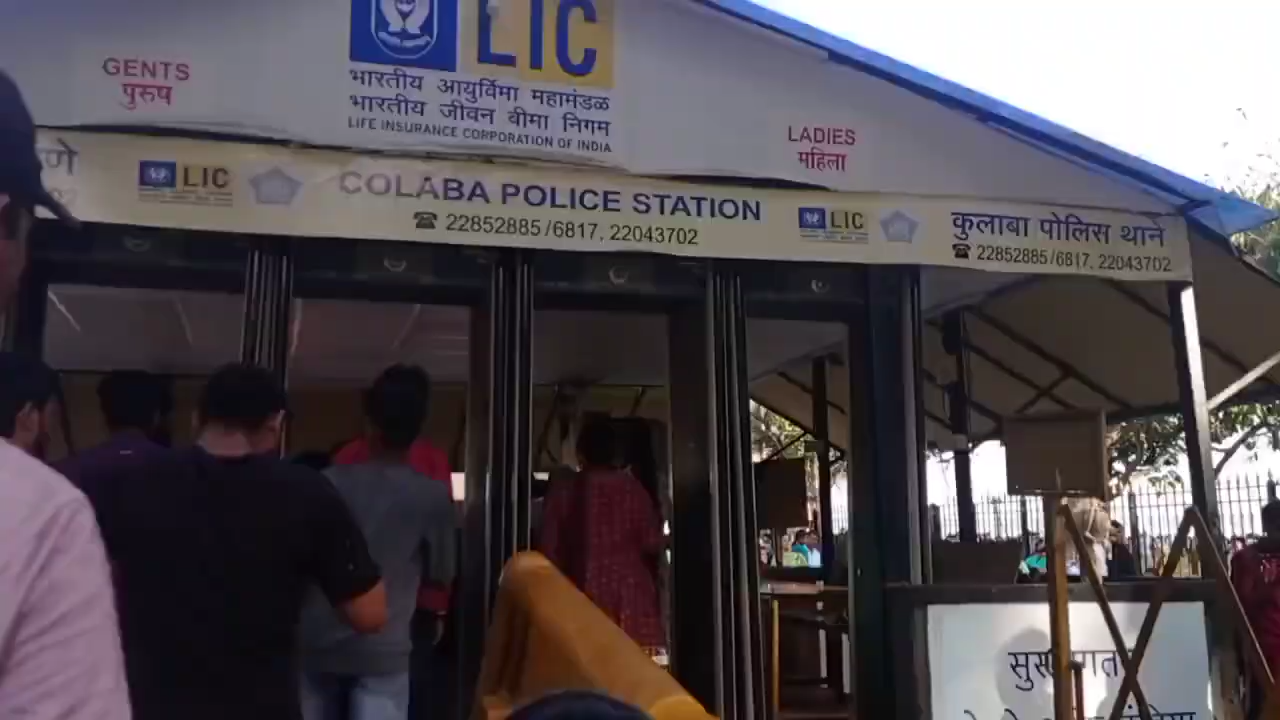 GENTS
पुरुष
LIC
भारतीय आयुर्विमा महामंडळ
भारतीय जीवन बीमा निगम
LIFE INSURANCE CORPORATION OF INDIA
LADIES
महिला
LIC
COLABA POLICE STATION
☎ 22852885/6817, 22043702
LIC
कुलाबा पोलिस थाने
☎ 22852885/6817, 22043702